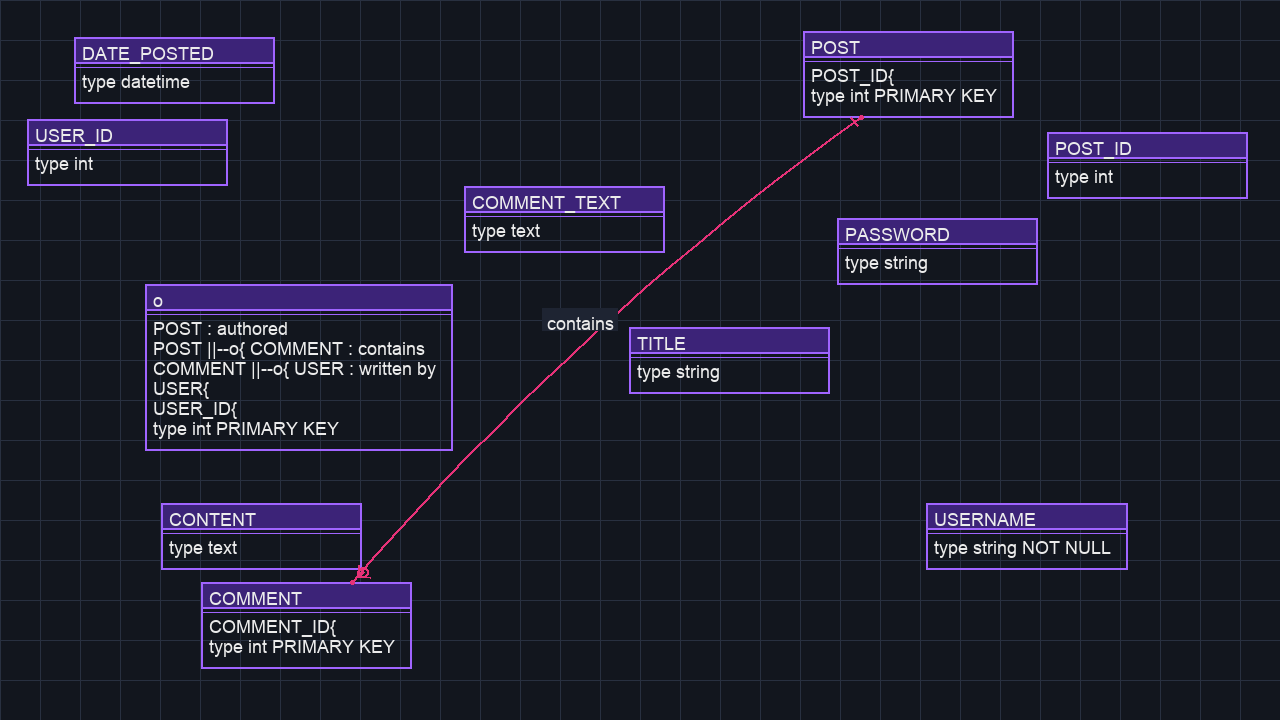 DATE_POSTED
type datetime
USER_ID
type int
POST
POST_ID{
type int PRIMARY KEY
POST_ID
type int
COMMENT_TEXT
type text
PASSWORD
type string
o
POST : authored
POST ||--o{ COMMENT : contains
COMMENT ||--o{ USER : written by
USER{
USER_ID{
type int PRIMARY KEY
contains
TITLE
type string
CONTENT
type text
USERNAME
type string NOT NULL
COMMENT
COMMENT_ID{
type int PRIMARY KEY